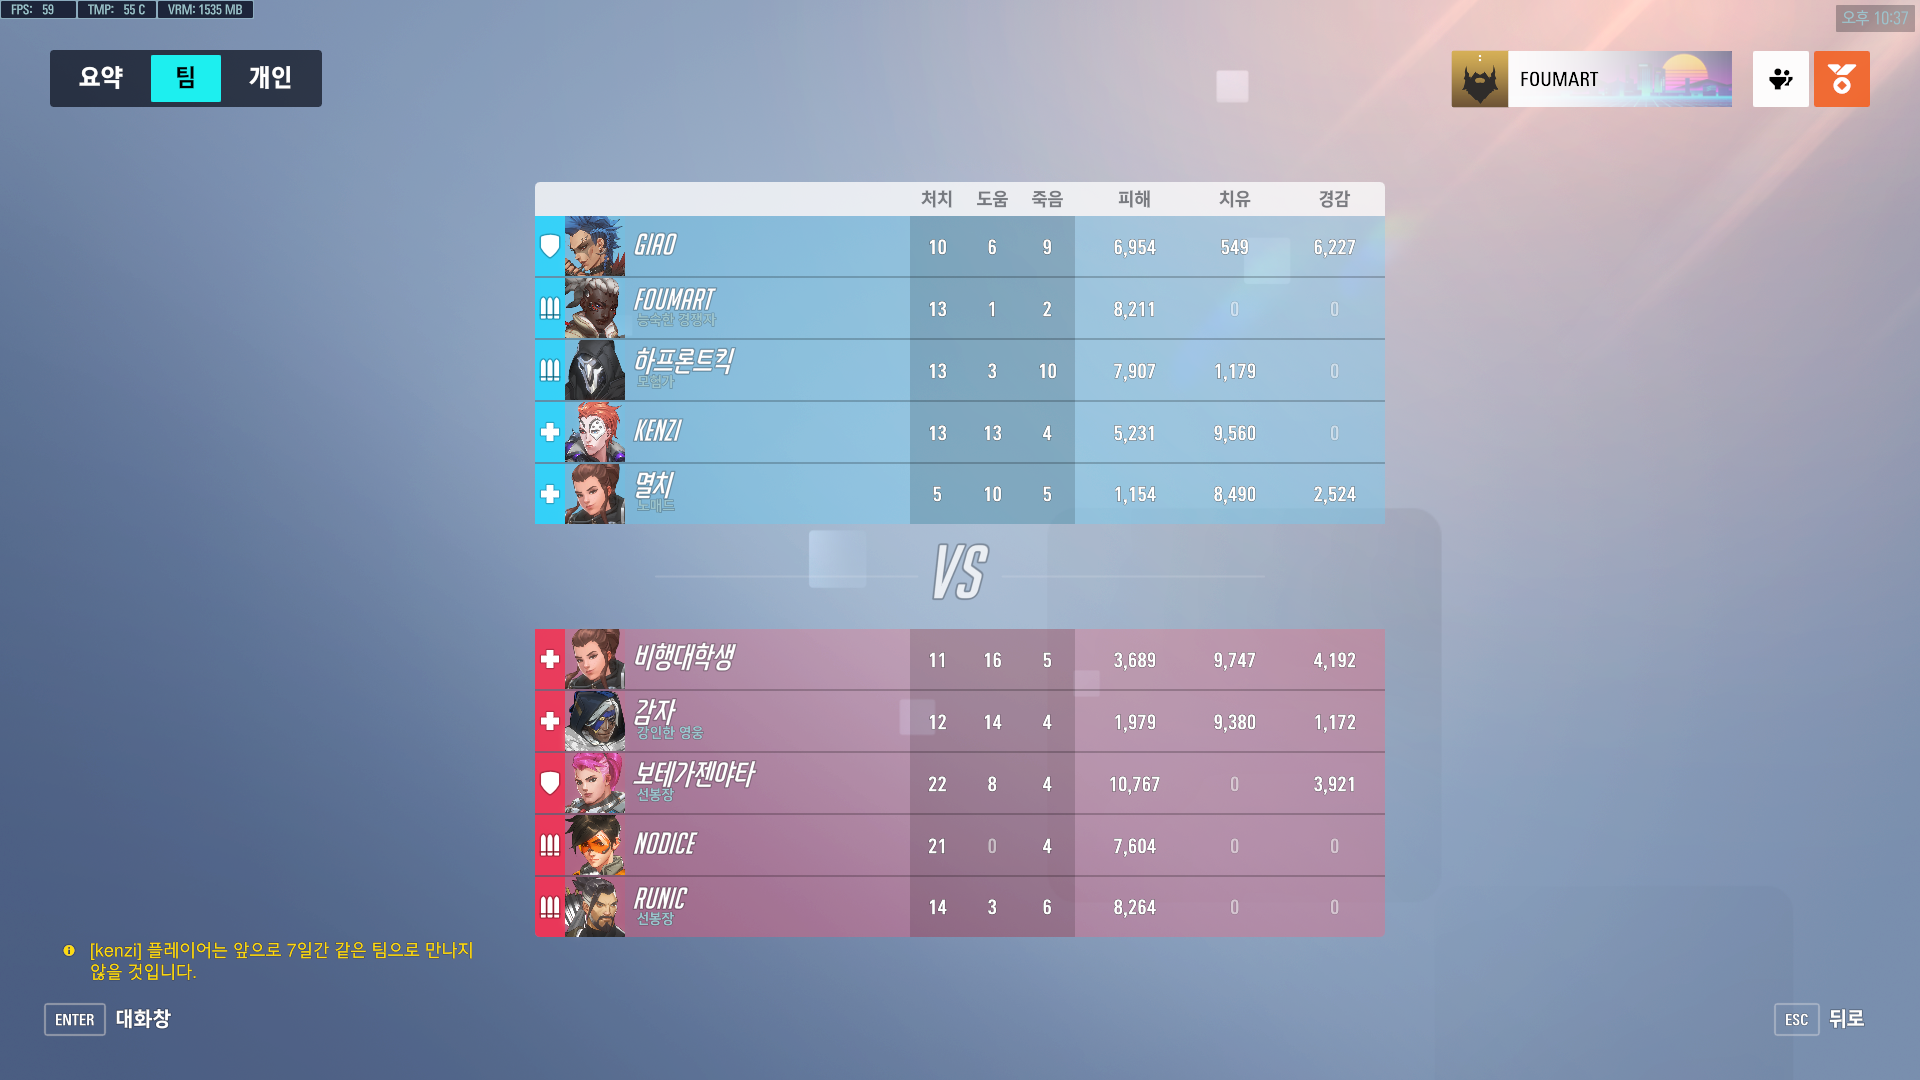 FPS: 59 TMP: 55 C VRM: 1535 MB
오후 10:37
요약 팀 개인
FOUMART
처치 도움 죽음 피해 치유 경감
GIAO 10 6 9 6,954 549 6,227
FOUMART 13 1 2 8,211 0 0
능숙한 경쟁자
하프론트킥 13 3 10 7,907 1,179 0
모험가
KENZI 13 13 4 5,231 9,560 0
멸치 5 10 5 1,154 8,490 2,524
노매드
VS
비행대학생 11 16 5 3,689 9,747 4,192
감자 12 14 4 1,979 9,380 1,172
강인한 영웅
보테가젠야타 22 8 4 10,767 0 3,921
선봉장
NODICE 21 0 4 7,604 0 0
RUNIC 14 3 6 8,264 0 0
선봉장
[kenzi] 플레이어는 앞으로 7일간 같은 팀으로 만나지
않을 것입니다.
ENTER 대화창
ESC 뒤로